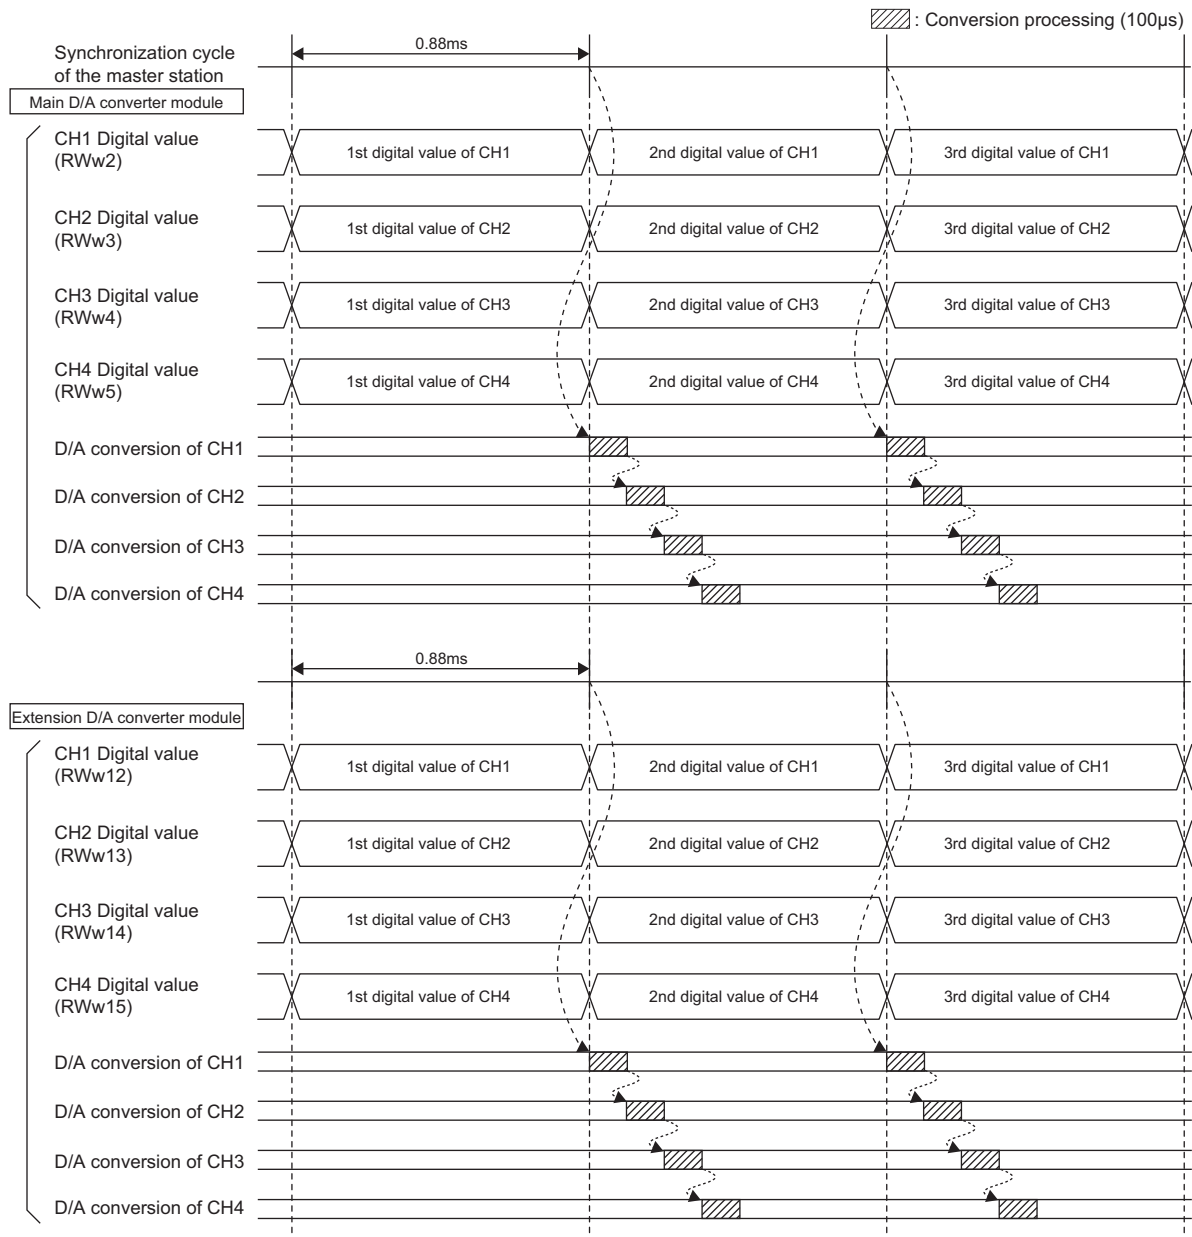 : Conversion processing (100µs)
0.88ms
Synchronization cycle
of the master station
Main D/A converter module
CH1 Digital value
(RWw2)
1st digital value of CH1
2nd digital value of CH1
3rd digital value of CH1
CH2 Digital value
(RWw3)
1st digital value of CH2
2nd digital value of CH2
3rd digital value of CH2
CH3 Digital value
(RWw4)
1st digital value of CH3
2nd digital value of CH3
3rd digital value of CH3
CH4 Digital value
(RWw5)
1st digital value of CH4
2nd digital value of CH4
3rd digital value of CH4
D/A conversion of CH1
D/A conversion of CH2
D/A conversion of CH3
D/A conversion of CH4
0.88ms
Extension D/A converter module
CH1 Digital value
(RWw12)
1st digital value of CH1
2nd digital value of CH1
3rd digital value of CH1
CH2 Digital value
(RWw13)
1st digital value of CH2
2nd digital value of CH2
3rd digital value of CH2
CH3 Digital value
(RWw14)
1st digital value of CH3
2nd digital value of CH3
3rd digital value of CH3
CH4 Digital value
(RWw15)
1st digital value of CH4
2nd digital value of CH4
3rd digital value of CH4
D/A conversion of CH1
D/A conversion of CH2
D/A conversion of CH3
D/A conversion of CH4